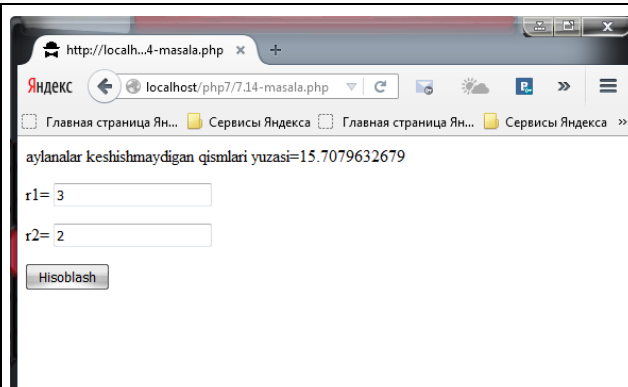 http://localh...4-masala.php
Яндекс localhost/php7/7.14-masala.php
Главная страница Ян... Сервисы Яндекса Главная страница Ян... Сервисы Яндекса »
aylanalar keshishmaydigan qismlari yuzasi=15.7079632679
r1= 3
r2= 2
Hisoblash